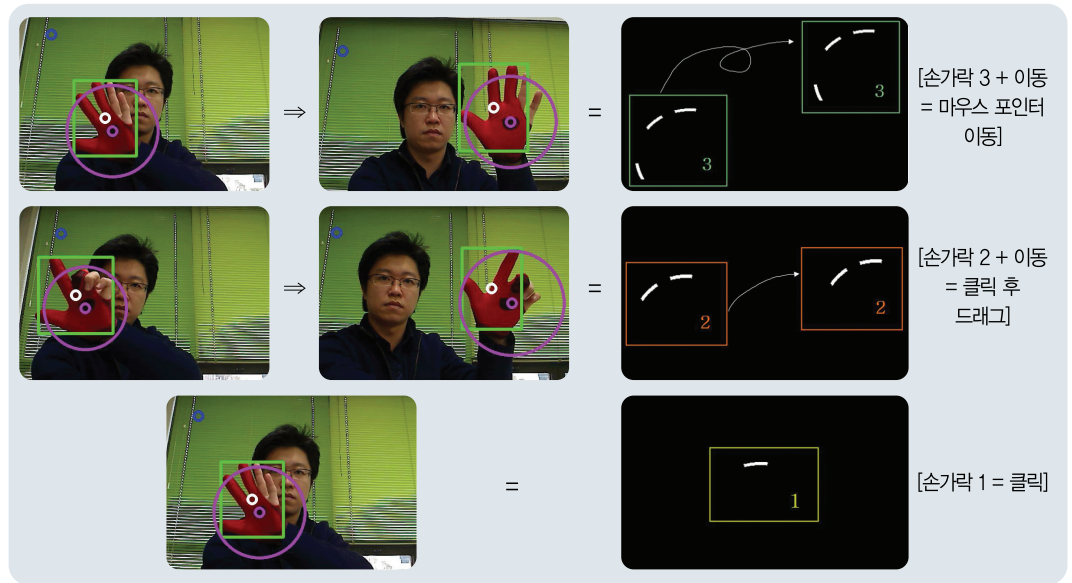 ⇒
=
3
3
[손가락 3 + 이동
= 마우스 포인터
이동]
⇒
=
2
2
[손가락 2 + 이동
= 클릭 후
드래그]
=
1
[손가락 1 = 클릭]